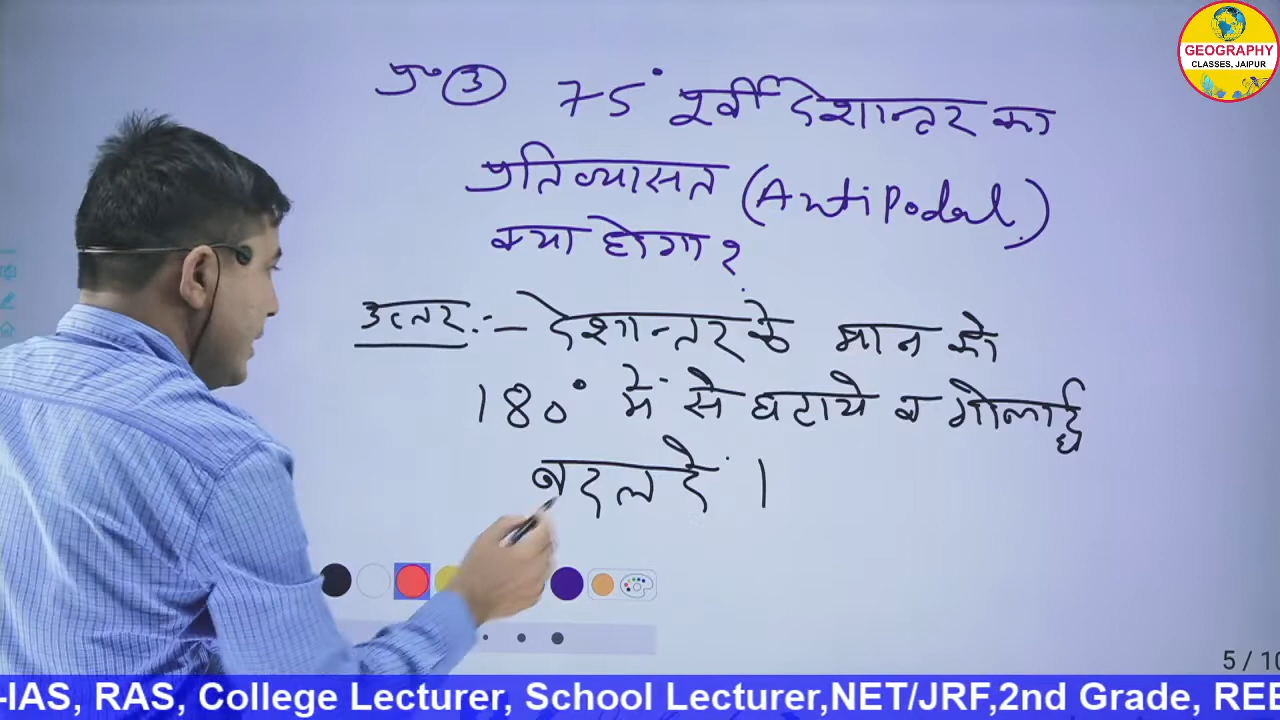 GEOGRAPHY
CLASSES, JAIPUR
प्र॰ ③ 75° पूर्वी देशान्तर का
प्रतिव्यासत (Antipodal)
क्या होगा?
उत्तर:- देशान्तर के मान को
180° में से घटाये व गोलार्द्ध
बदल दें ।
5 / 10
-IAS, RAS, College Lecturer, School Lecturer,NET/JRF,2nd Grade, REE